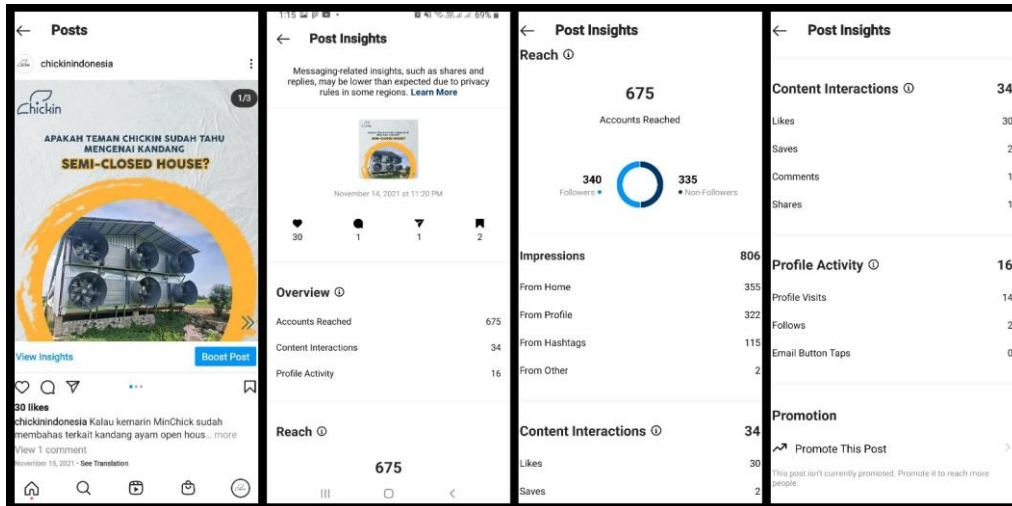 Posts
chickinindonesia
Chickin
1/3
APAKAH TEMAN CHICKIN SUDAH TAHU
MENGENAI KANDANG
SEMI-CLOSED HOUSE?
View Insights
Boost Post
30 likes
chickinindonesia Kalau kemarin MinChick sudah
membahas terkait kandang ayam open hous... more
View 1 comment
November 15, 2021 · See Translation
1:15
69%
Post Insights
Messaging-related insights, such as shares and
replies, may be lower than expected due to privacy
rules in some regions. Learn More
November 14, 2021 at 11:20 PM
30 1 1 2
Overview
Accounts Reached 675
Content Interactions 34
Profile Activity 16
Reach
675
Post Insights
Reach
675
Accounts Reached
340 335
Followers Non-Followers
Impressions 806
From Home 355
From Profile 322
From Hashtags 115
From Other 2
Content Interactions 34
Likes 30
Saves 2
Post Insights
Content Interactions 34
Likes 30
Saves 2
Comments 1
Shares 1
Profile Activity 16
Profile Visits 14
Follows 2
Email Button Taps 0
Promotion
Promote This Post
This post isn't currently promoted. Promote it to reach more
people.